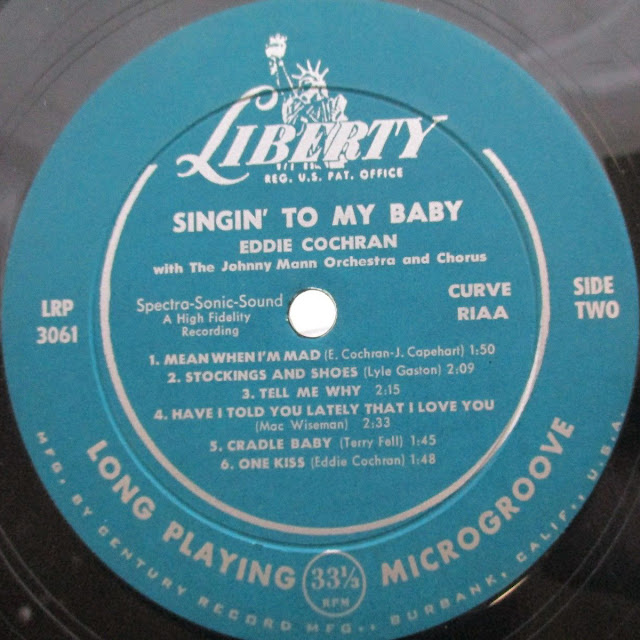 LIBERTY
REG. U.S. PAT. OFFICE
SINGIN' TO MY BABY
EDDIE COCHRAN
with The Johnny Mann Orchestra and Chorus
LRP
3061
Spectra-Sonic-Sound
A High Fidelity
Recording
CURVE
RIAA
SIDE
TWO
1. MEAN WHEN I'M MAD (E. Cochran-J. Capehart) 1:50
2. STOCKINGS AND SHOES (Lyle Gaston) 2:09
3. TELL ME WHY 2:15
4. HAVE I TOLD YOU LATELY THAT I LOVE YOU
(Mac Wiseman) 2:33
5. CRADLE BABY (Terry Fell) 1:45
6. ONE KISS (Eddie Cochran) 1:48
LONG PLAYING 33⅓ RPM MICROGROOVE
MFG. BY CENTURY RECORD MFG., BURBANK, CALIF., U.S.A.